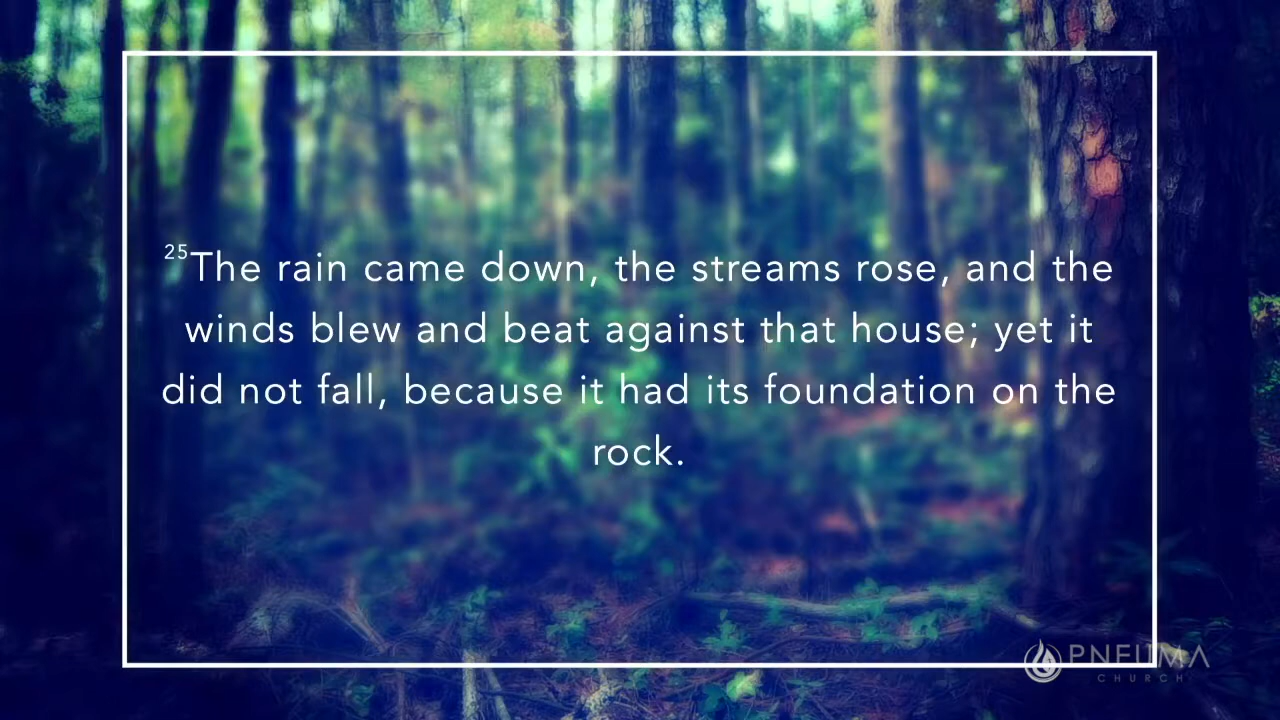 25The rain came down, the streams rose, and the
winds blew and beat against that house; yet it
did not fall, because it had its foundation on the
rock.
PNEUMA
CHURCH